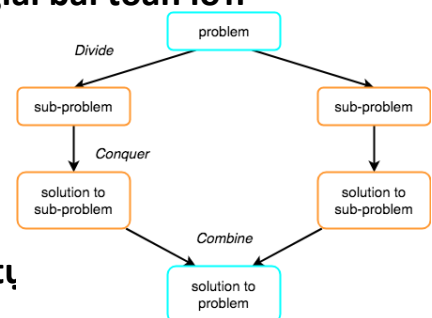 problem
Divide
sub-problem
sub-problem
Conquer
solution to
sub-problem
solution to
sub-problem
Combine
solution to
problem